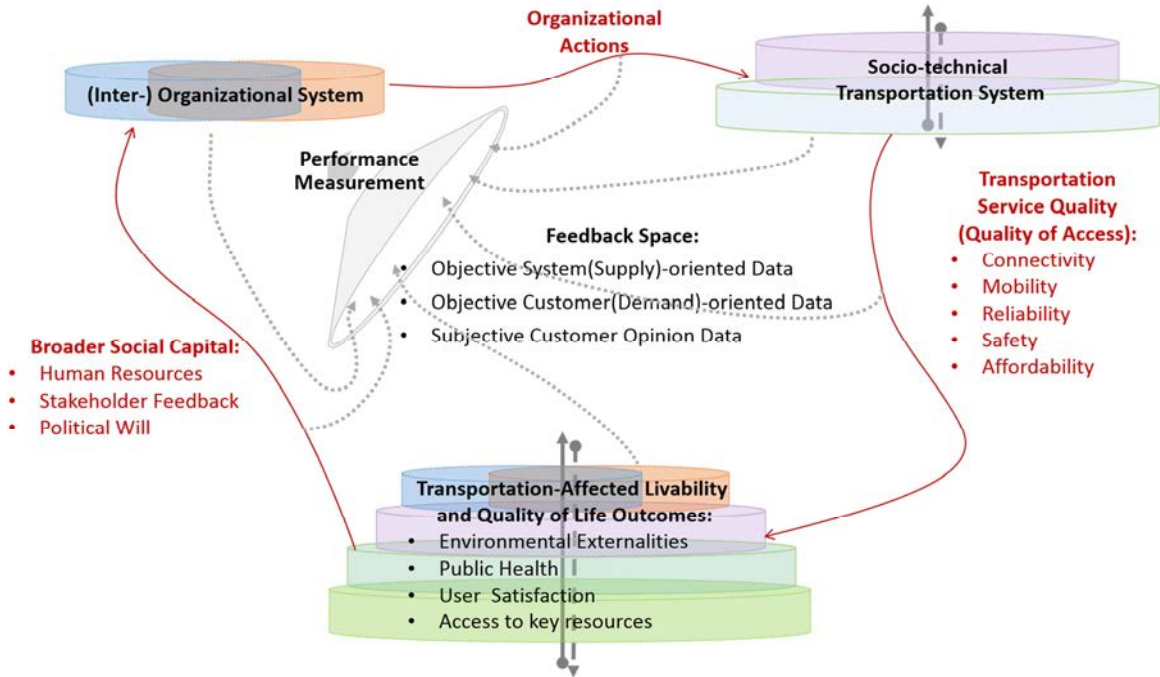 Organizational
Actions
(Inter-) Organizational System
Socio-technical
Transportation System
Performance
Measurement
Transportation
Service Quality
(Quality of Access):
• Connectivity
• Mobility
• Reliability
• Safety
• Affordability
Feedback Space:
• Objective System(Supply)-oriented Data
• Objective Customer(Demand)-oriented Data
• Subjective Customer Opinion Data
Broader Social Capital:
• Human Resources
• Stakeholder Feedback
• Political Will
Transportation-Affected Livability
and Quality of Life Outcomes:
• Environmental Externalities
• Public Health
• User Satisfaction
• Access to key resources